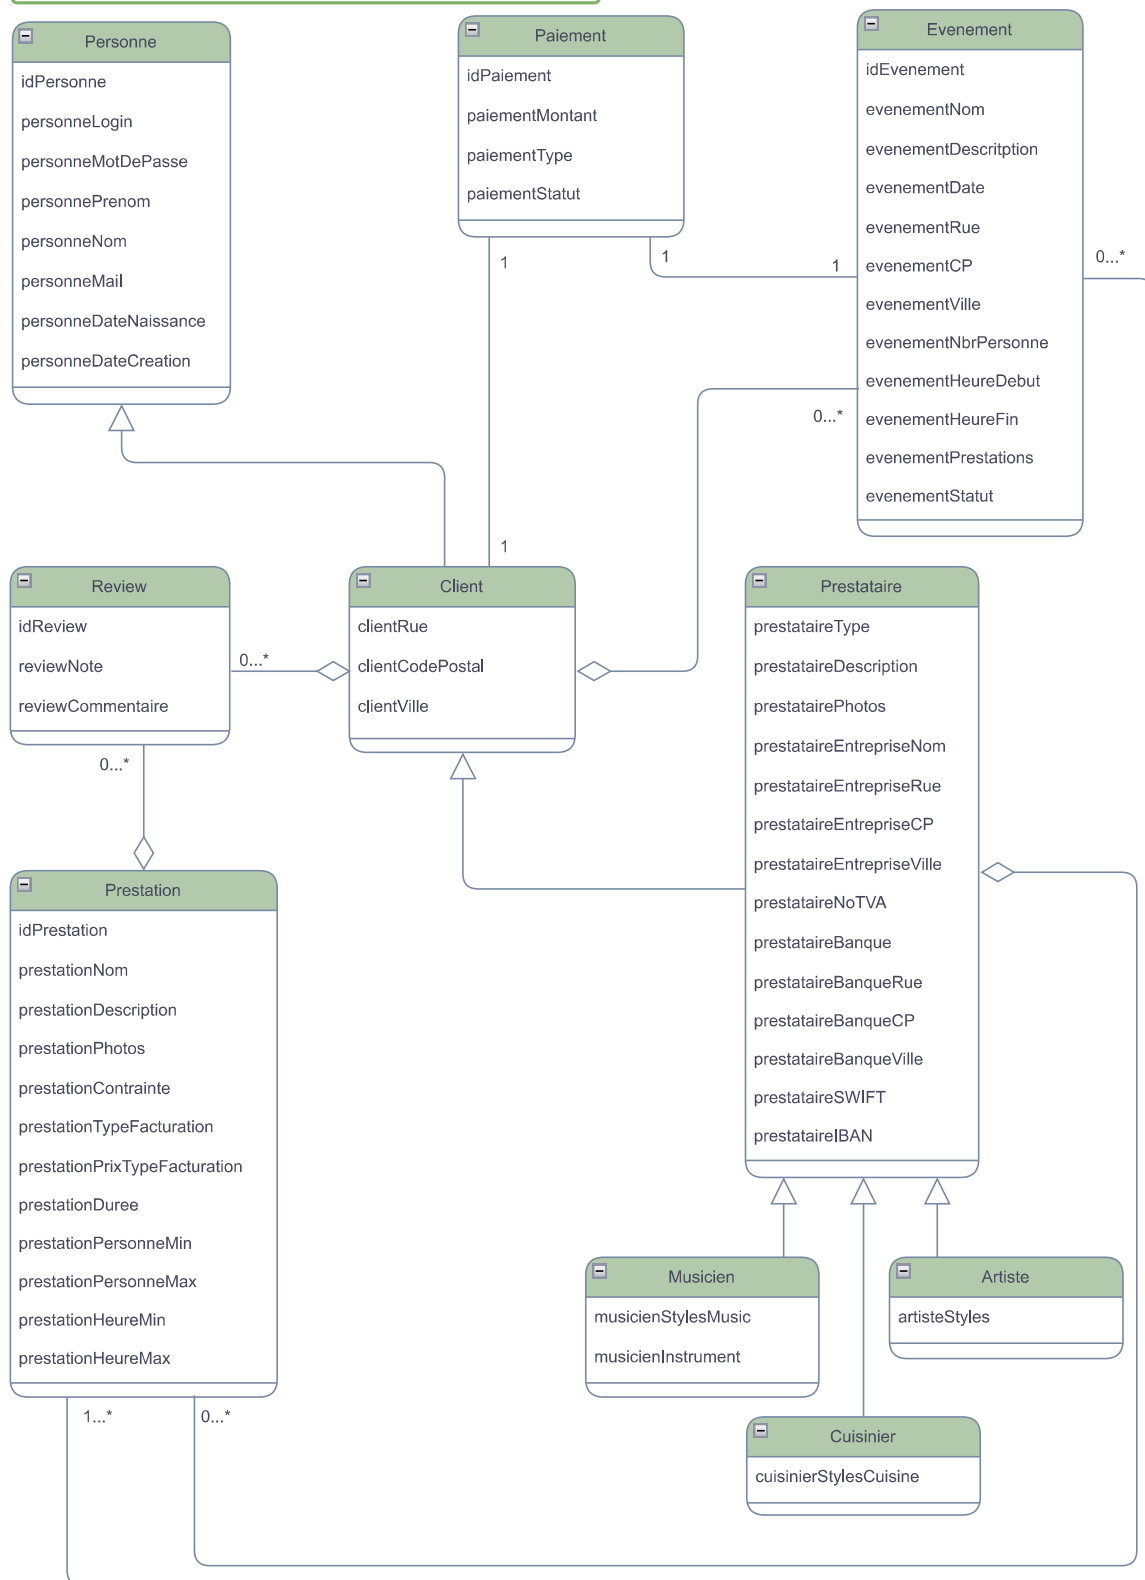 Personne
idPersonne
personneLogin
personneMotDePasse
personnePrenom
personneNom
personneMail
personneDateNaissance
personneDateCreation
Paiement
idPaiement
paiementMontant
paiementType
paiementStatut
1
1
1
1
Evenement
idEvenement
evenementNom
evenementDescritption
evenementDate
evenementRue
evenementCP
evenementVille
evenementNbrPersonne
evenementHeureDebut
evenementHeureFin
evenementPrestations
evenementStatut
0...*
0...*
Review
idReview
reviewNote
reviewCommentaire
0...*
0...*
Client
clientRue
clientCodePostal
clientVille
Prestataire
prestataireType
prestataireDescription
prestatairePhotos
prestataireEntrepriseNom
prestataireEntrepriseRue
prestataireEntrepriseCP
prestataireEntrepriseVille
prestataireNoTVA
prestataireBanque
prestataireBanqueRue
prestataireBanqueCP
prestataireBanqueVille
prestataireSWIFT
prestataireIBAN
Prestation
idPrestation
prestationNom
prestationDescription
prestationPhotos
prestationContrainte
prestationTypeFacturation
prestationPrixTypeFacturation
prestationDuree
prestationPersonneMin
prestationPersonneMax
prestationHeureMin
prestationHeureMax
1...*
0...*
Musicien
musicienStylesMusic
musicienInstrument
Artiste
artisteStyles
Cuisinier
cuisinierStylesCuisine